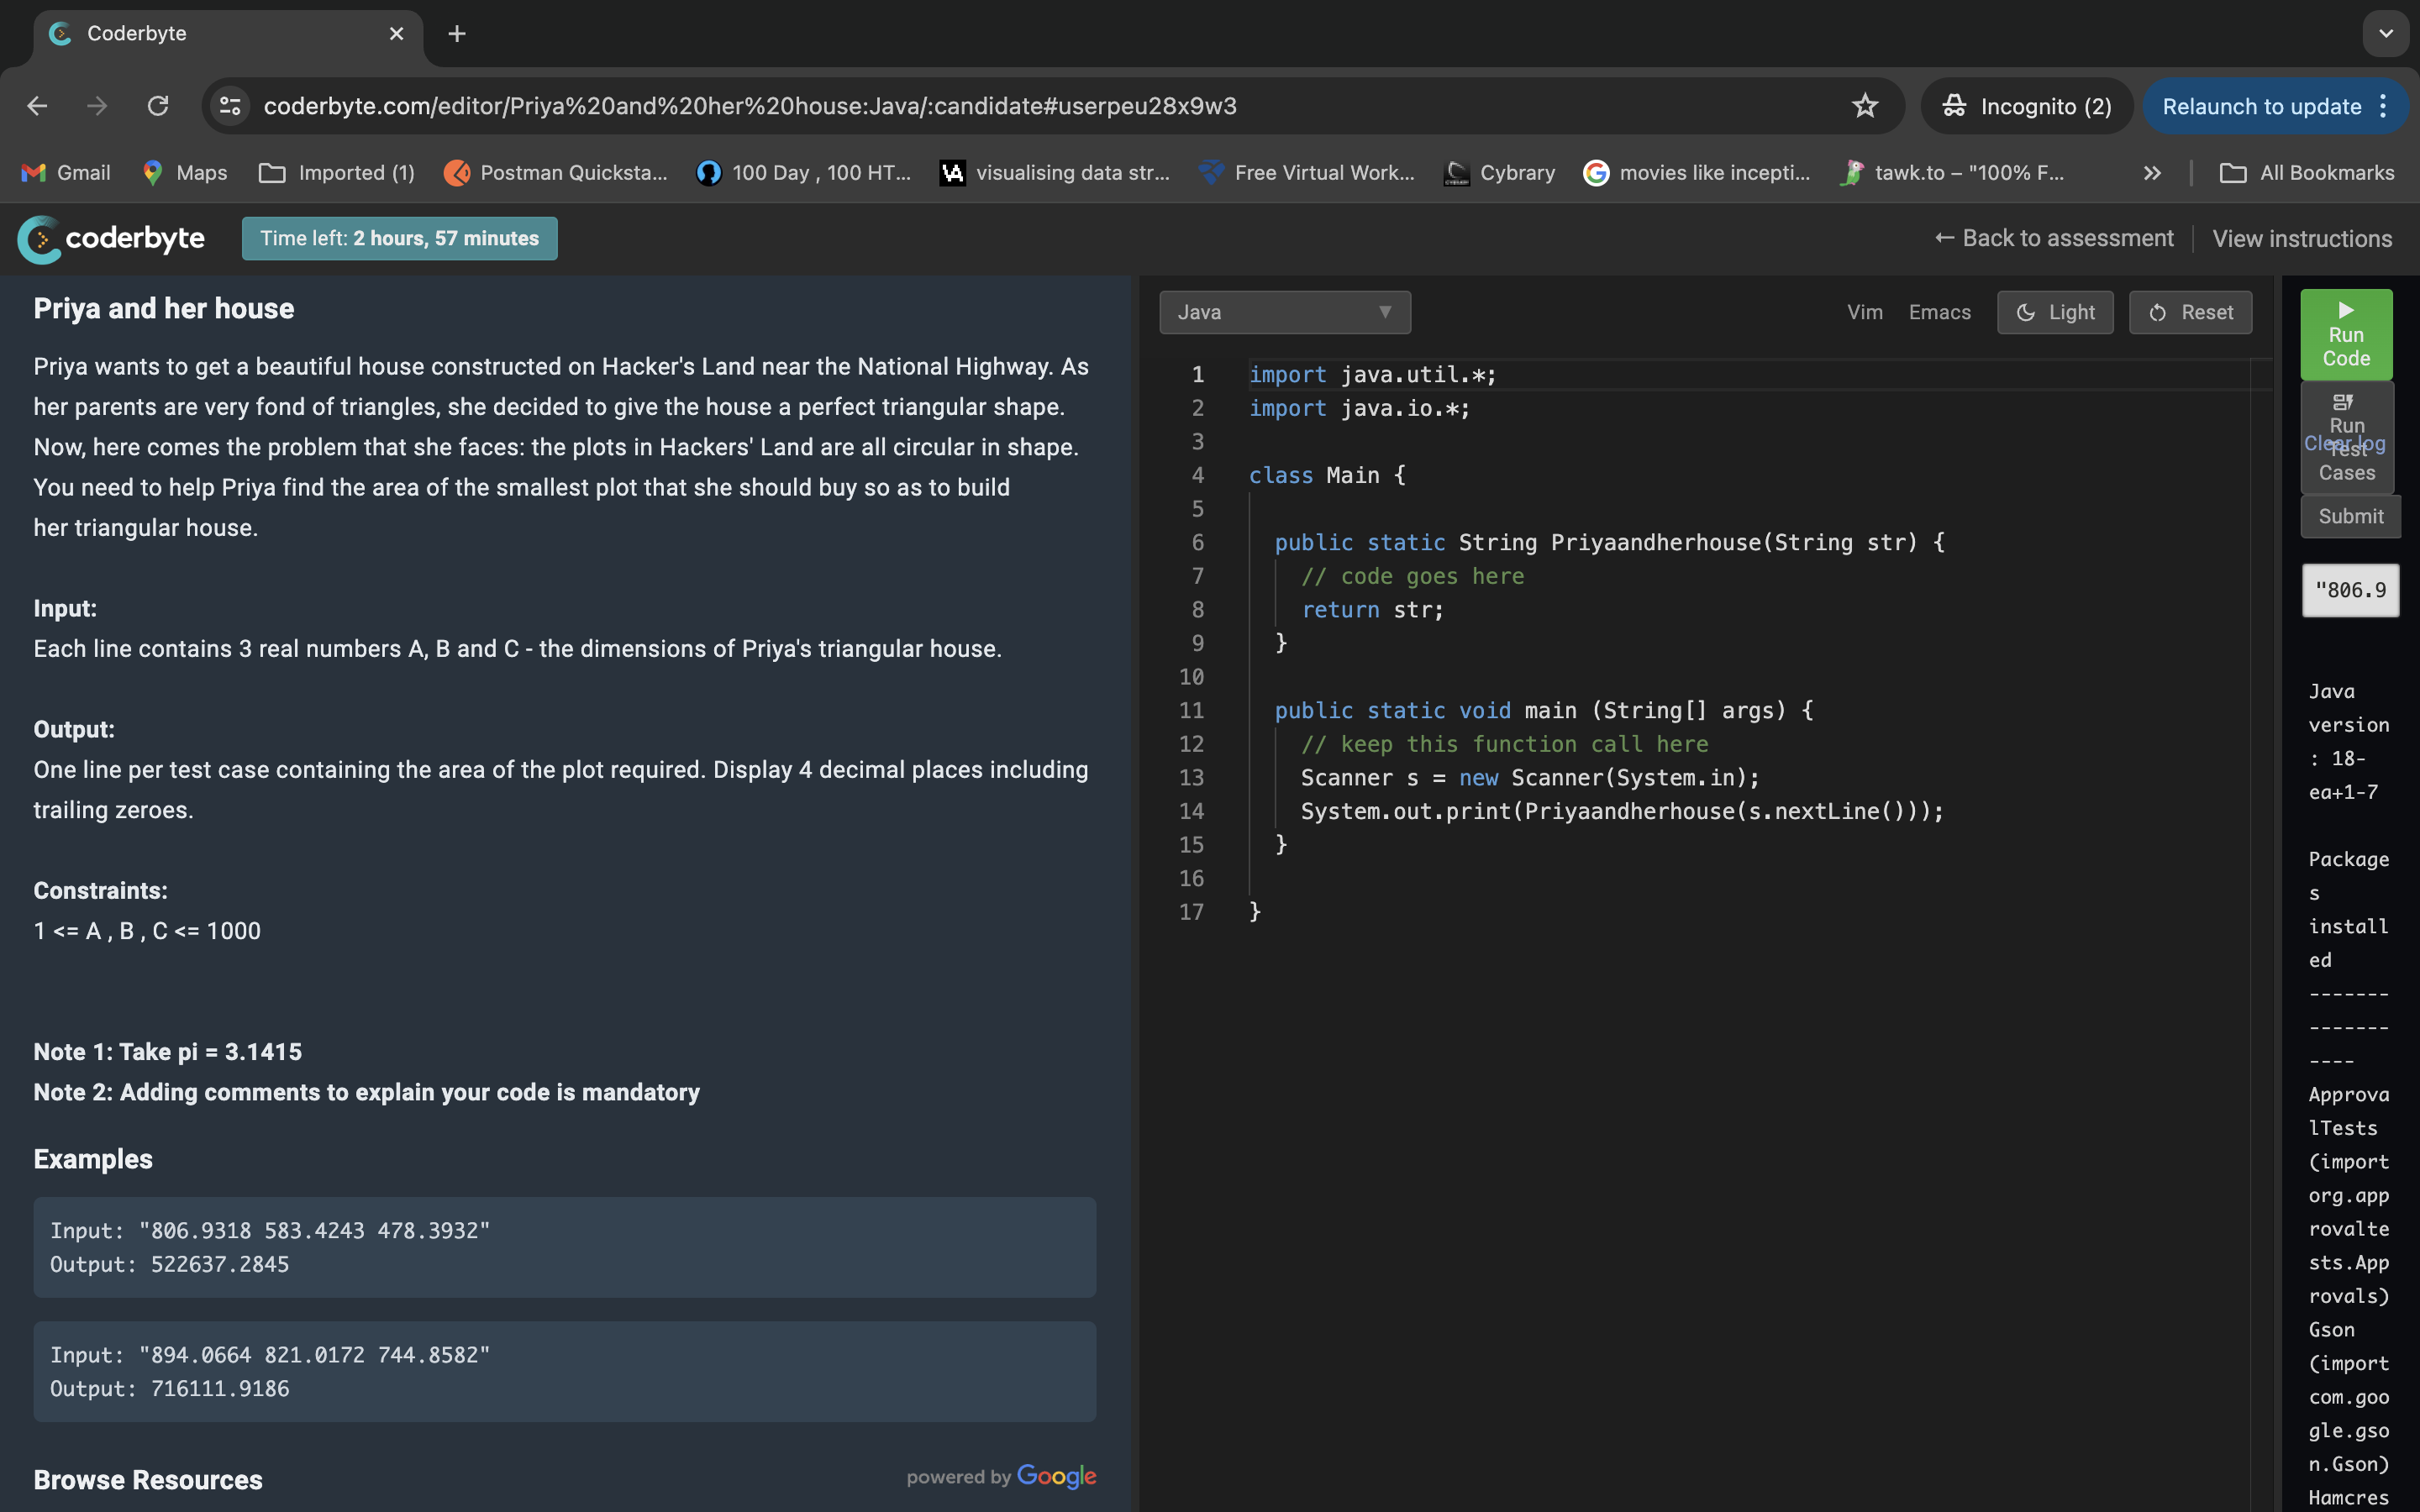 Coderbyte
coderbyte.com/editor/Priya%20and%20her%20house:Java/:candidate#userpeu28x9w3
Incognito (2)
Relaunch to update
Gmail
Maps
Imported (1)
Postman Quicksta...
100 Day , 100 HT...
visualising data str...
Free Virtual Work...
Cybrary
movies like incepti...
tawk.to – "100% F...
All Bookmarks
coderbyte
Time left: 2 hours, 57 minutes
← Back to assessment
View instructions
Priya and her house
Priya wants to get a beautiful house constructed on Hacker's Land near the National Highway. As
her parents are very fond of triangles, she decided to give the house a perfect triangular shape.
Now, here comes the problem that she faces: the plots in Hackers' Land are all circular in shape.
You need to help Priya find the area of the smallest plot that she should buy so as to build
her triangular house.
Input:
Each line contains 3 real numbers A, B and C - the dimensions of Priya's triangular house.
Output:
One line per test case containing the area of the plot required. Display 4 decimal places including
trailing zeroes.
Constraints:
1 <= A , B , C <= 1000
Note 1: Take pi = 3.1415
Note 2: Adding comments to explain your code is mandatory
Examples
Input: "806.9318 583.4243 478.3932"
Output: 522637.2845
Input: "894.0664 821.0172 744.8582"
Output: 716111.9186
Browse Resources
powered by Google
Java
Vim
Emacs
Light
Reset
1 import java.util.*;
2 import java.io.*;
3
4 class Main {
5
6 public static String Priyaandherhouse(String str) {
7 // code goes here
8 return str;
9 }
10
11 public static void main (String[] args) {
12 // keep this function call here
13 Scanner s = new Scanner(System.in);
14 System.out.print(Priyaandherhouse(s.nextLine()));
15 }
16
17 }
Run
Code
Run
Test
Cases
Clear log
Submit
"806.9
Java
version
: 18-
ea+1-7
Package
s
install
ed
-------
-------
----
Approva
lTests
(import
org.app
rovalte
sts.App
rovals)
Gson
(import
com.goo
gle.gso
n.Gson)
Hamcres